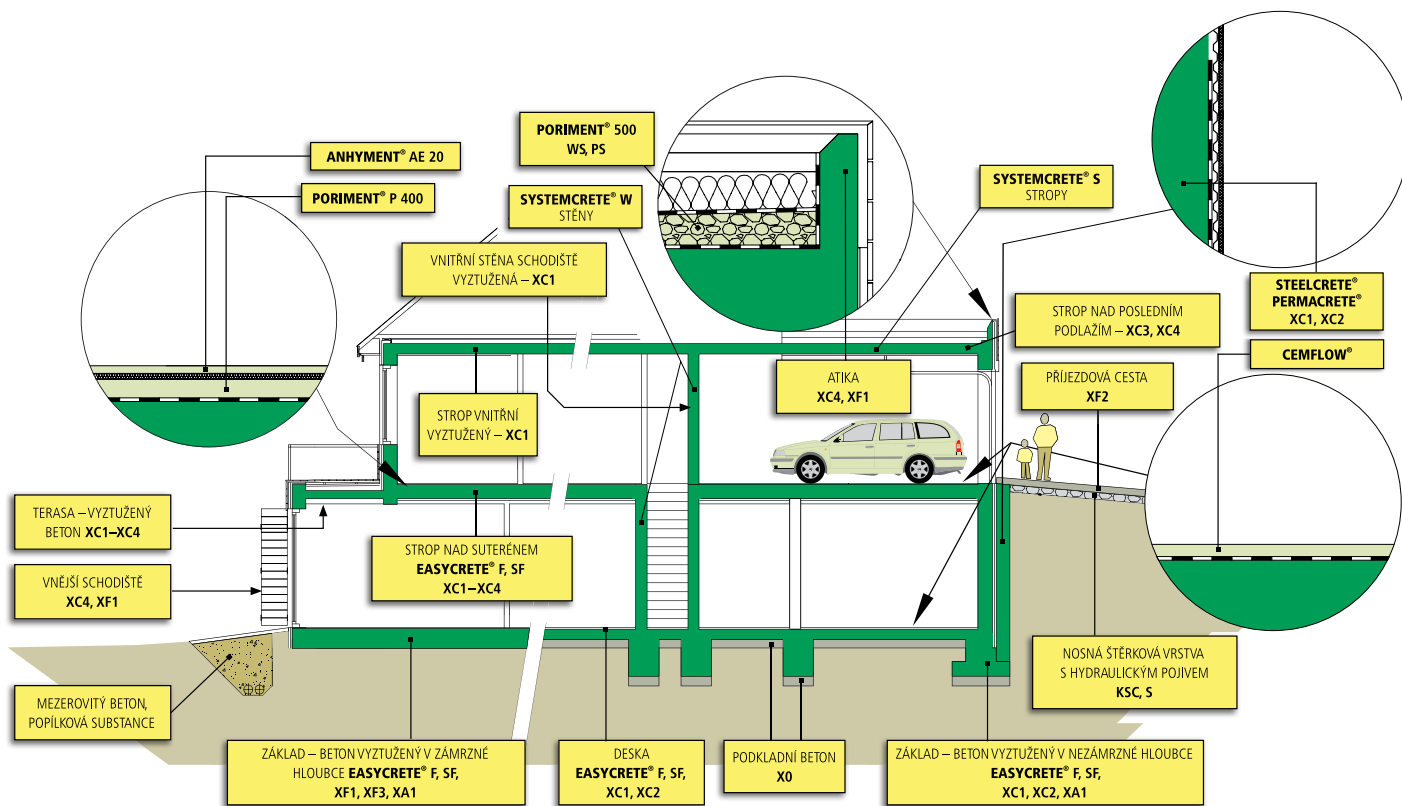 ANHYMENT® AE 20
PORIMENT® P 400
PORIMENT® 500
WS, PS
SYSTEMCRETE® W
STĚNY
VNITŘNÍ STĚNA SCHODIŠTĚ
VYZTUŽENÁ – XC1
SYSTEMCRETE® S
STROPY
STEELCRETE®
PERMACRETE®
XC1, XC2
STROP NAD POSLEDNÍM
PODLAŽÍM – XC3, XC4
CEMFLOW®
PŘÍJEZDOVÁ CESTA
XF2
ATIKA
XC4, XF1
STROP VNITŘNÍ
VYZTUŽENÝ – XC1
TERASA – VYZTUŽENÝ
BETON XC1–XC4
STROP NAD SUTERÉNEM
EASYCRETE® F, SF
XC1–XC4
VNĚJŠÍ SCHODIŠTĚ
XC4, XF1
NOSNÁ ŠTĚRKOVÁ VRSTVA
S HYDRAULICKÝM POJIVEM
KSC, S
MEZEROVITÝ BETON,
POPÍLKOVÁ SUBSTANCE
ZÁKLAD – BETON VYZTUŽENÝ V ZÁMRZNÉ
HLOUBCE EASYCRETE® F, SF,
XF1, XF3, XA1
DESKA
EASYCRETE® F, SF,
XC1, XC2
PODKLADNÍ BETON
X0
ZÁKLAD – BETON VYZTUŽENÝ V NEZÁMRZNÉ HLOUBCE
EASYCRETE® F, SF,
XC1, XC2, XA1